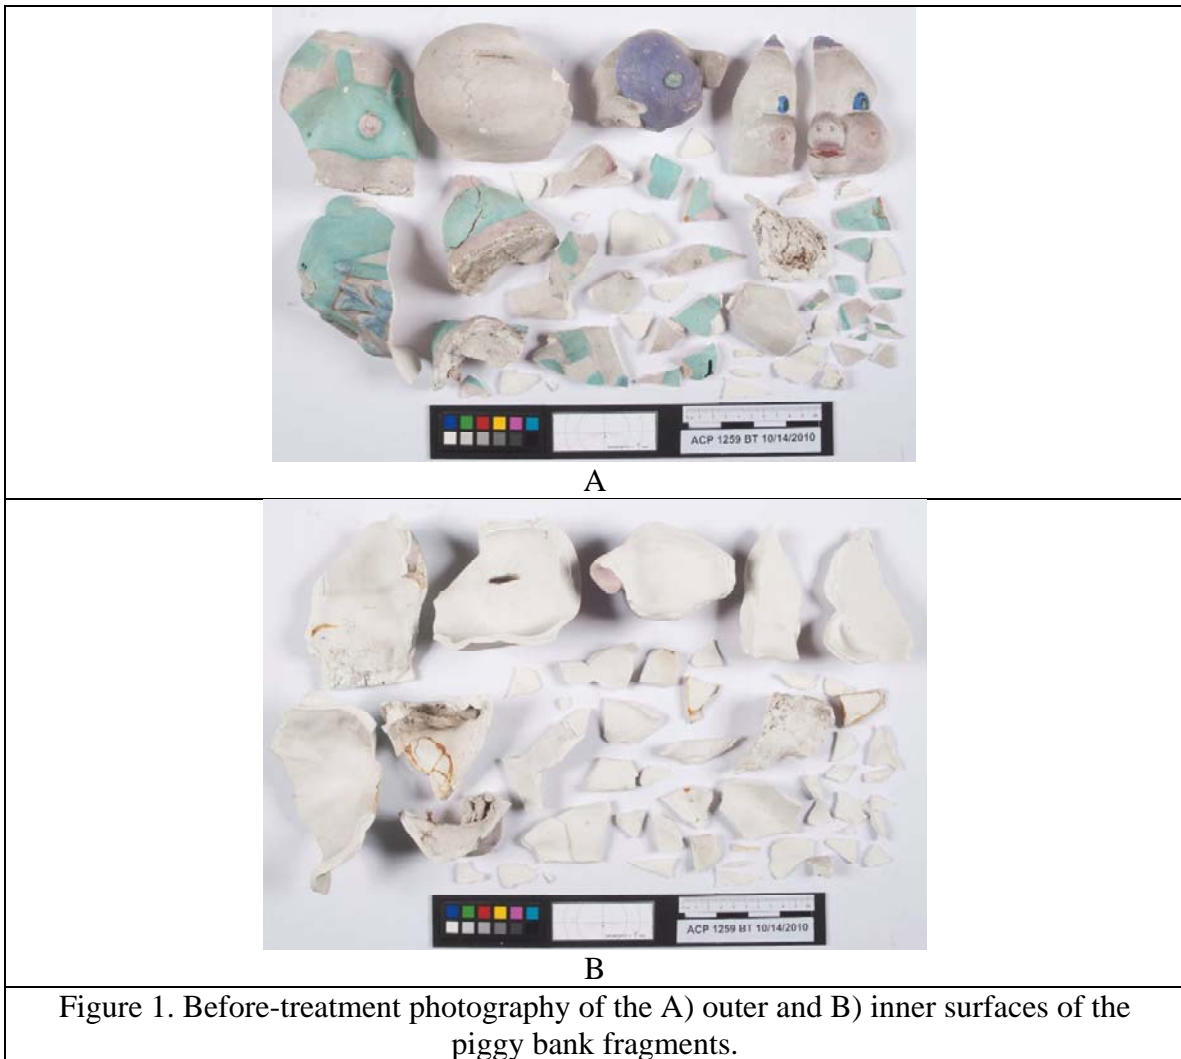 ACP 1259 BT 10/14/2010
A
ACP 1259 BT 10/14/2010
B
Figure 1. Before-treatment photography of the A) outer and B) inner surfaces of the
piggy bank fragments.